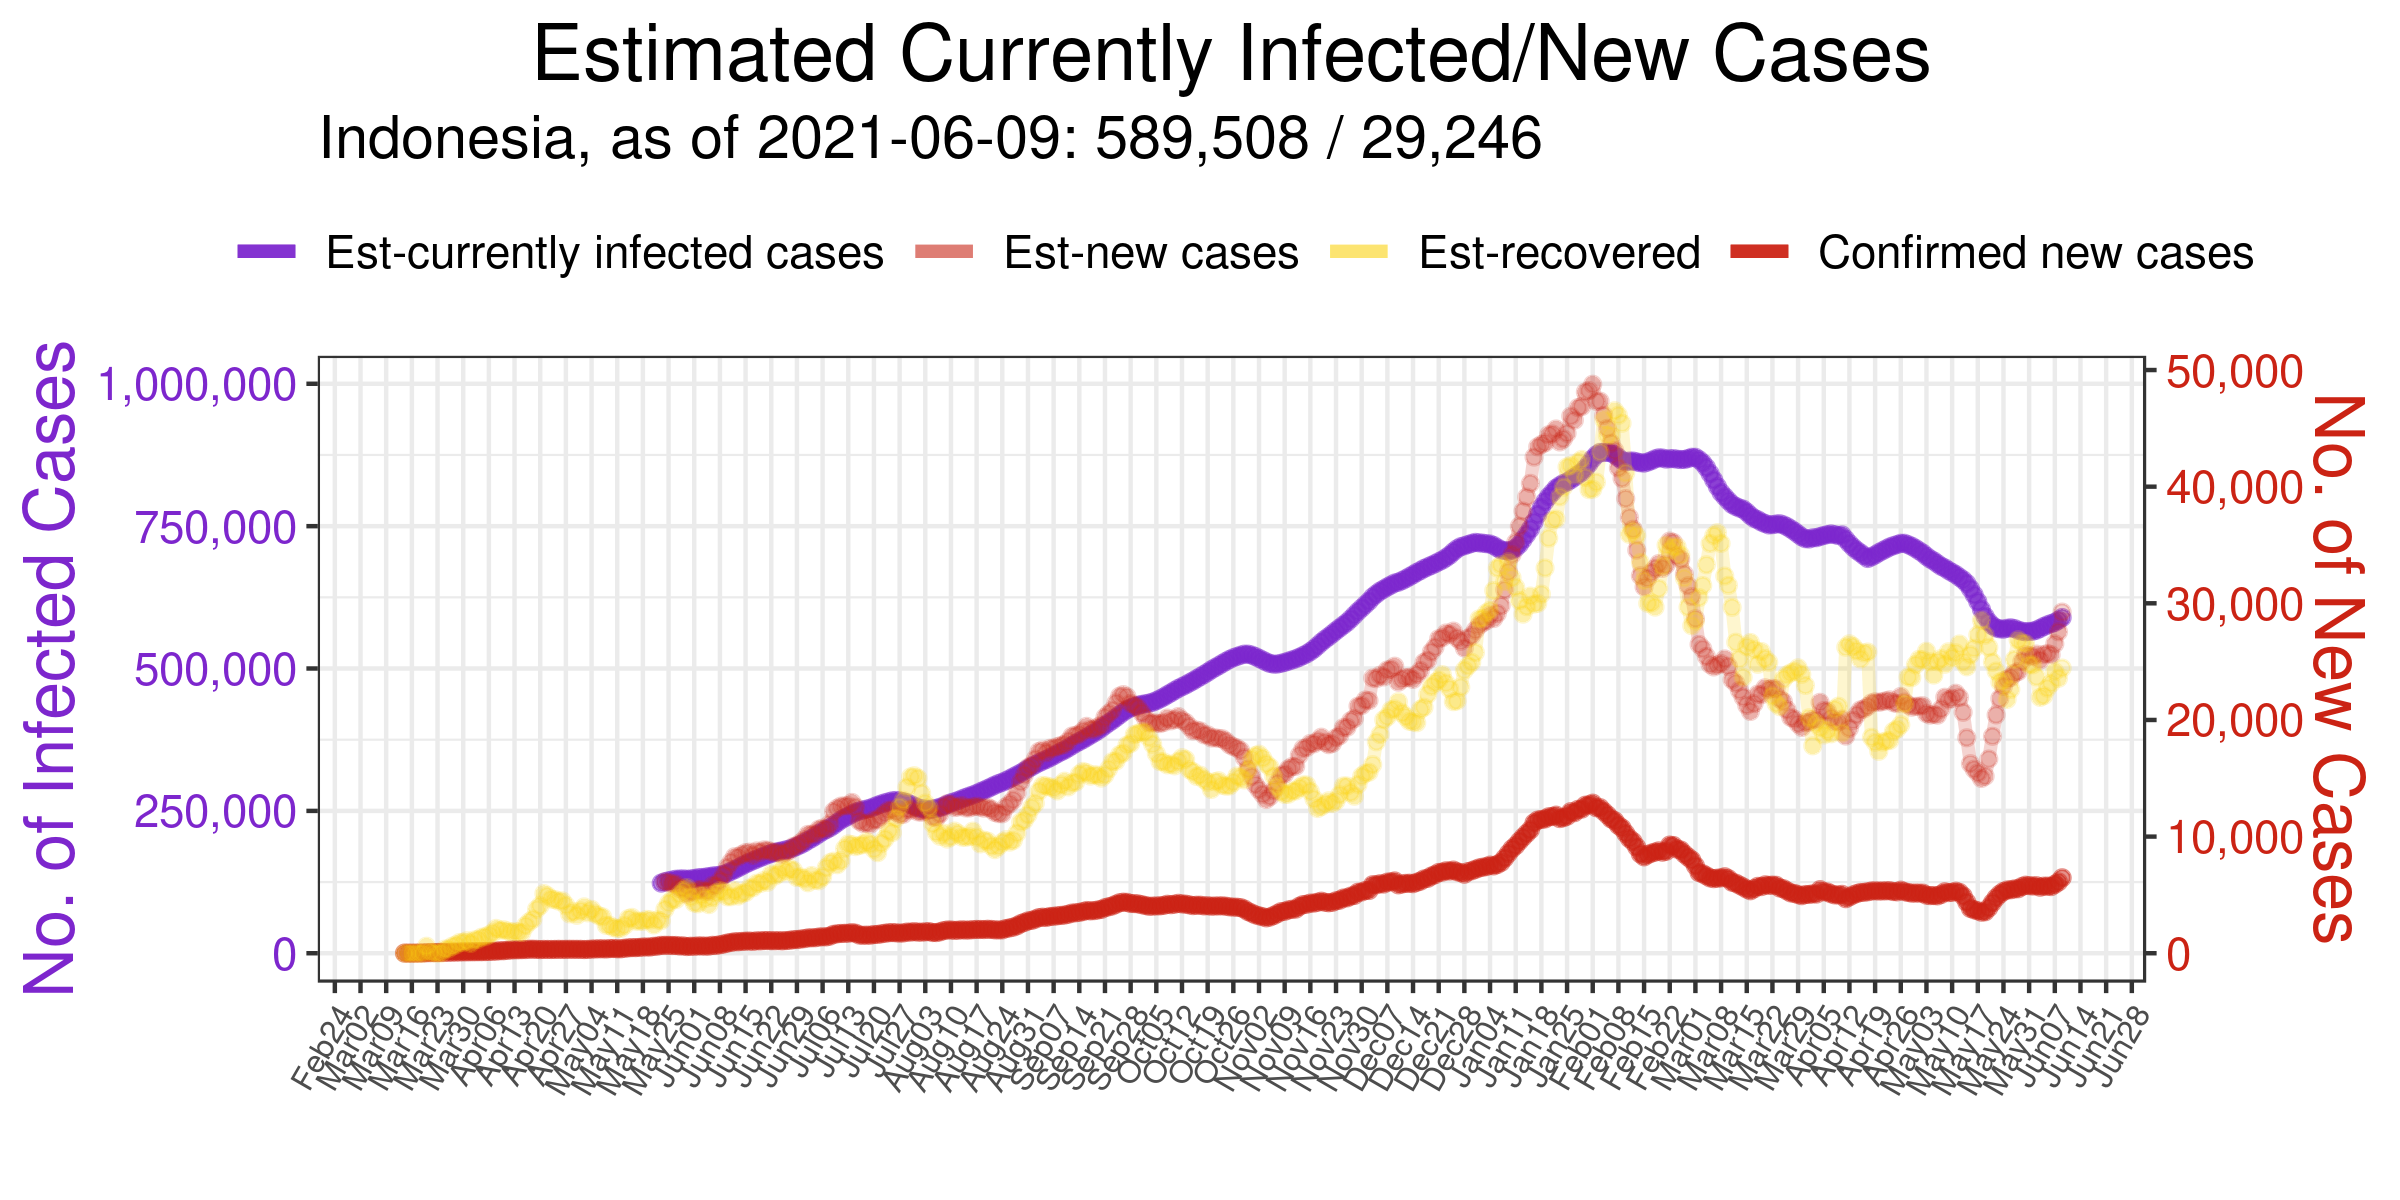 Estimated Currently Infected/New Cases
Indonesia, as of 2021-06-09: 589,508 / 29,246
Est-currently infected cases Est-new cases Est-recovered Confirmed new cases
No. of Infected Cases
1,000,000
750,000
500,000
250,000
0
50,000
40,000
30,000
20,000
10,000
0
No. of New Cases
Feb24
Mar02
Mar09
Mar16
Mar23
Mar30
Apr06
Apr13
Apr20
Apr27
May04
May11
May18
May25
Jun01
Jun08
Jun15
Jun22
Jun29
Jul06
Jul13
Jul20
Jul27
Aug03
Aug10
Aug17
Aug24
Aug31
Sep07
Sep14
Sep21
Sep28
Oct05
Oct12
Oct19
Oct26
Nov02
Nov09
Nov16
Nov23
Nov30
Dec07
Dec14
Dec21
Dec28
Jan04
Jan11
Jan18
Jan25
Feb01
Feb08
Feb15
Feb22
Mar01
Mar08
Mar15
Mar22
Mar29
Apr05
Apr12
Apr19
Apr26
May03
May10
May17
May24
May31
Jun07
Jun14
Jun21
Jun28